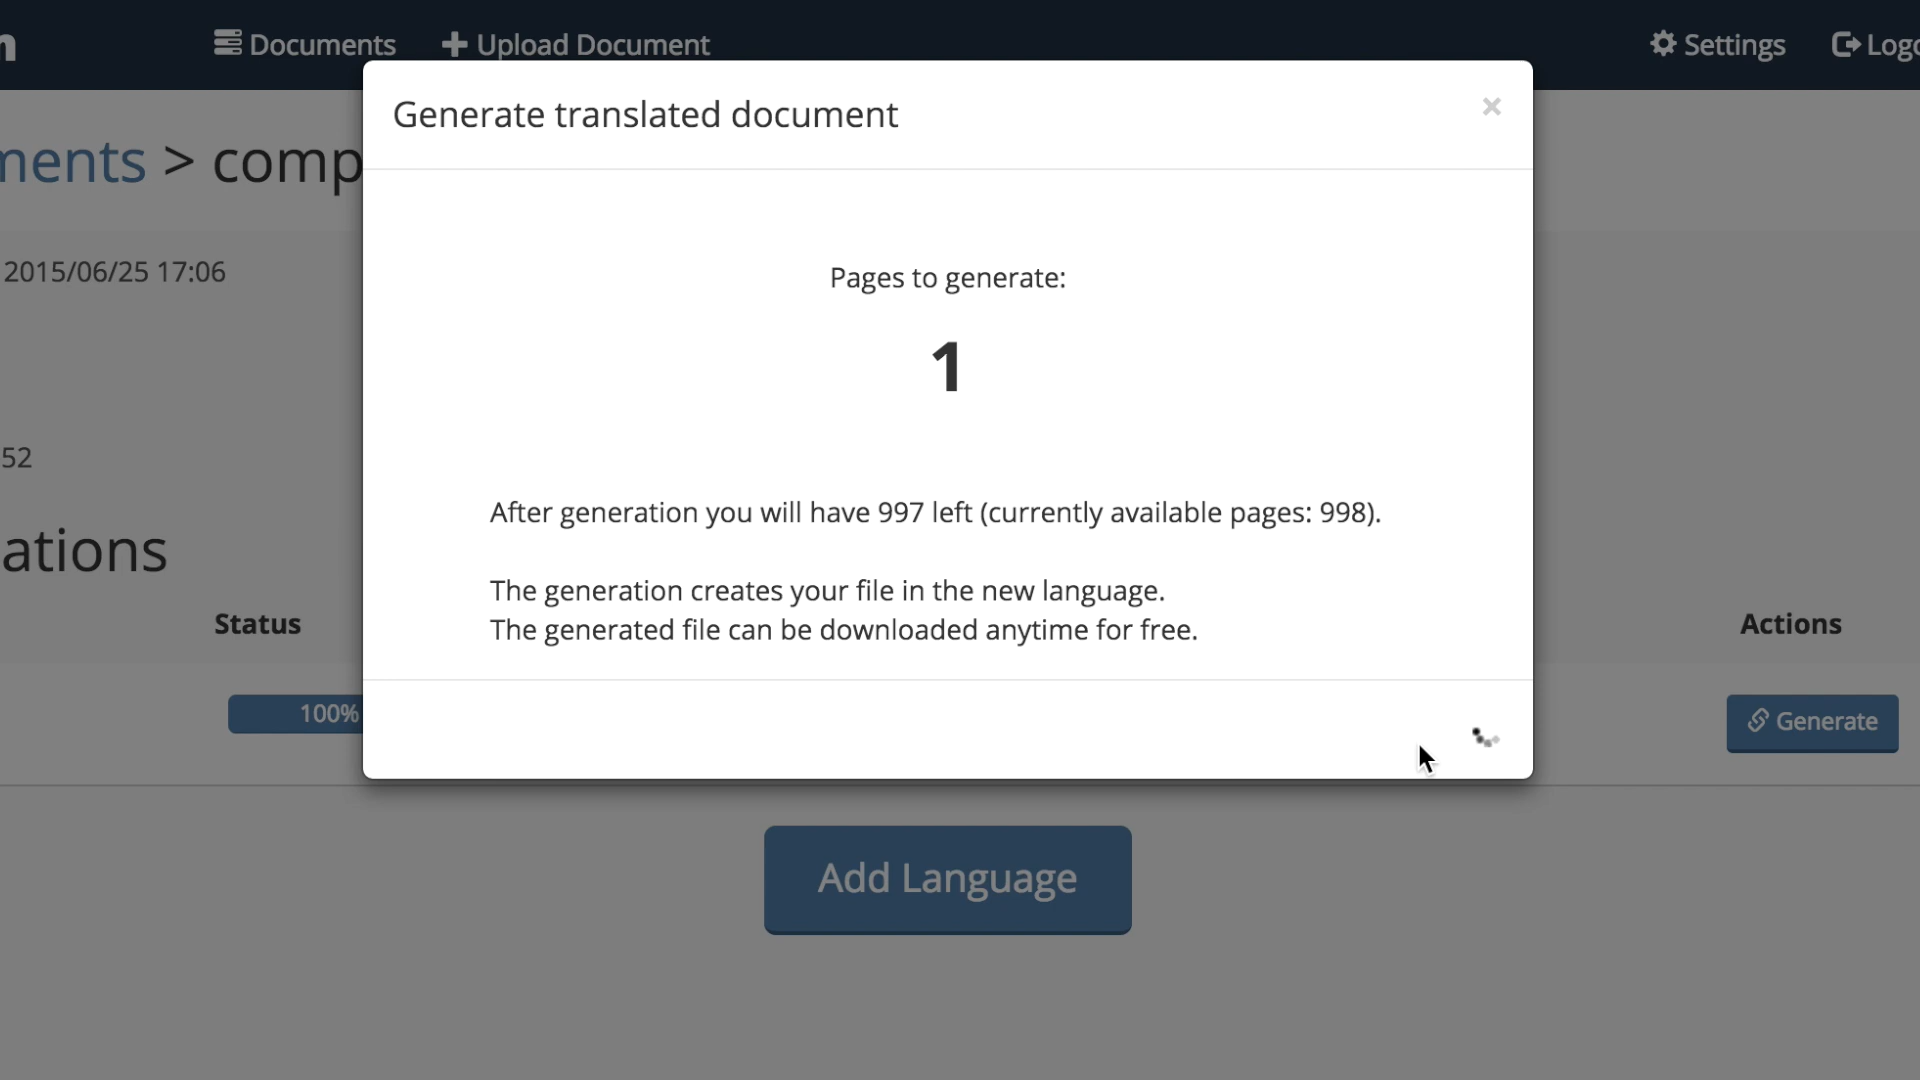 n Documents Upload Document Settings Logo
Generate translated document ×
ments > comp
2015/06/25 17:06
Pages to generate:
1
52
After generation you will have 997 left (currently available pages: 998).
ations
The generation creates your file in the new language.
The generated file can be downloaded anytime for free.
Status Actions
100% Generate
Add Language